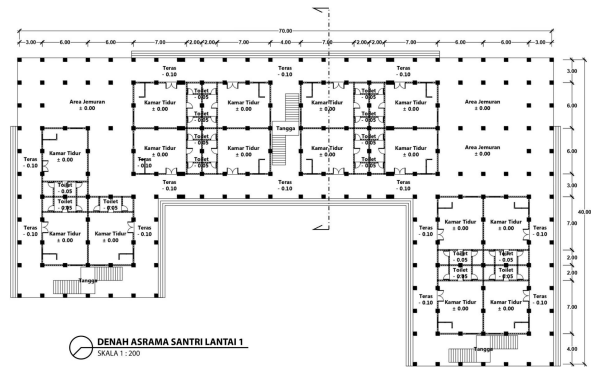 70.00
3.00 6.00 6.00 7.00 2.00 2.00 7.00 4.00 7.00 2.00 2.00 7.00 6.00 6.00 3.00
Teras
- 0.10
Teras
- 0.10
Teras
- 0.10
3.00
Area Jemuran
± 0.00
Kamar Tidur
± 0.00
Toilet
- 0.05
Kamar Tidur
± 0.00
Kamar Tidur
± 0.00
Toilet
- 0.05
Kamar Tidur
± 0.00
Area Jemuran
± 0.00
6.00
Tangga
Teras
- 0.10
Kamar Tidur
± 0.00
Teras
- 0.10
Kamar Tidur
± 0.00
Toilet
- 0.05
Kamar Tidur
± 0.00
Kamar Tidur
± 0.00
Toilet
- 0.05
Kamar Tidur
± 0.00
Area Jemuran
± 0.00
6.00
Teras
- 0.10
Teras
- 0.10
Teras
- 0.10
3.00
Toilet
- 0.05
Toilet
- 0.05
Toilet
- 0.05
40.00
Teras
- 0.10
Kamar Tidur
± 0.00
Kamar Tidur
± 0.00
Teras
- 0.10
Teras
- 0.10
Kamar Tidur
± 0.00
Kamar Tidur
± 0.00
Teras
- 0.10
7.00
Toilet
- 0.05
Toilet
- 0.05
2.00
Toilet
- 0.05
Toilet
- 0.05
2.00
Tangga
Teras
- 0.10
Kamar Tidur
± 0.00
Kamar Tidur
± 0.00
Teras
- 0.10
7.00
Tangga
4.00
DENAH ASRAMA SANTRI LANTAI 1
SKALA 1 : 200